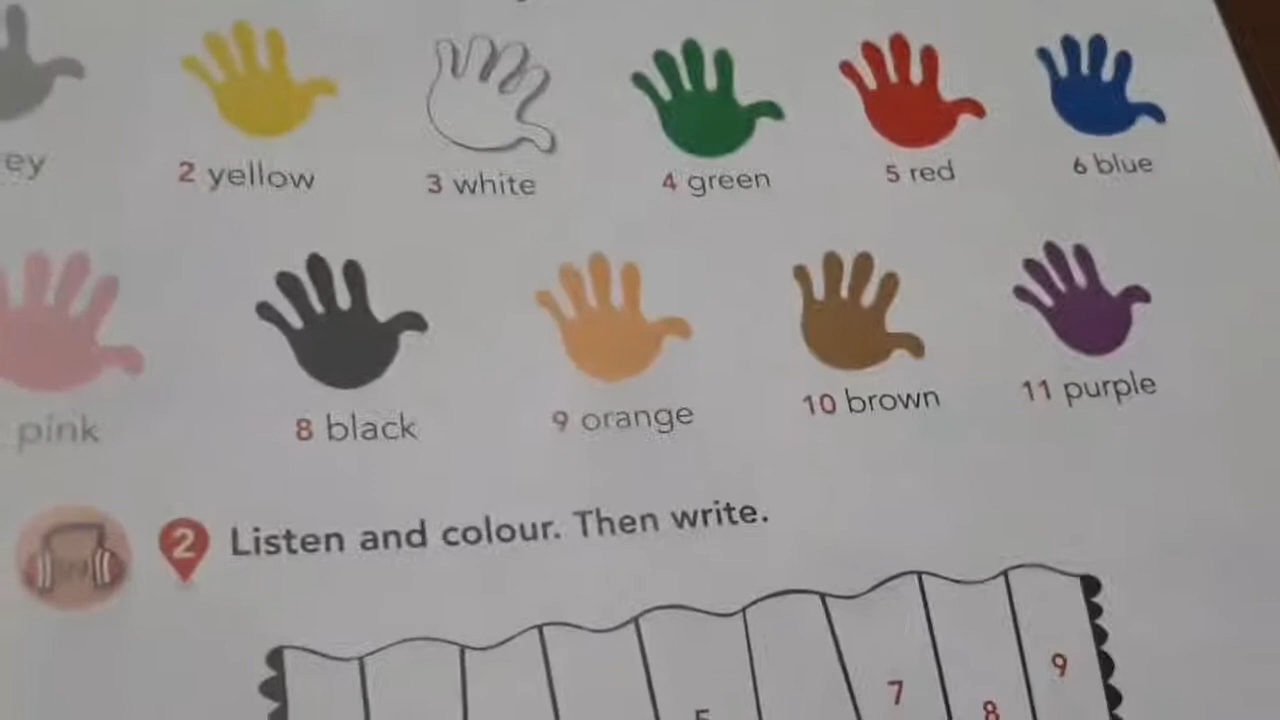 ey 2 yellow 3 white 4 green 5 red 6 blue
pink 8 black 9 orange 10 brown 11 purple
2 Listen and colour. Then write.
5 7 8 9